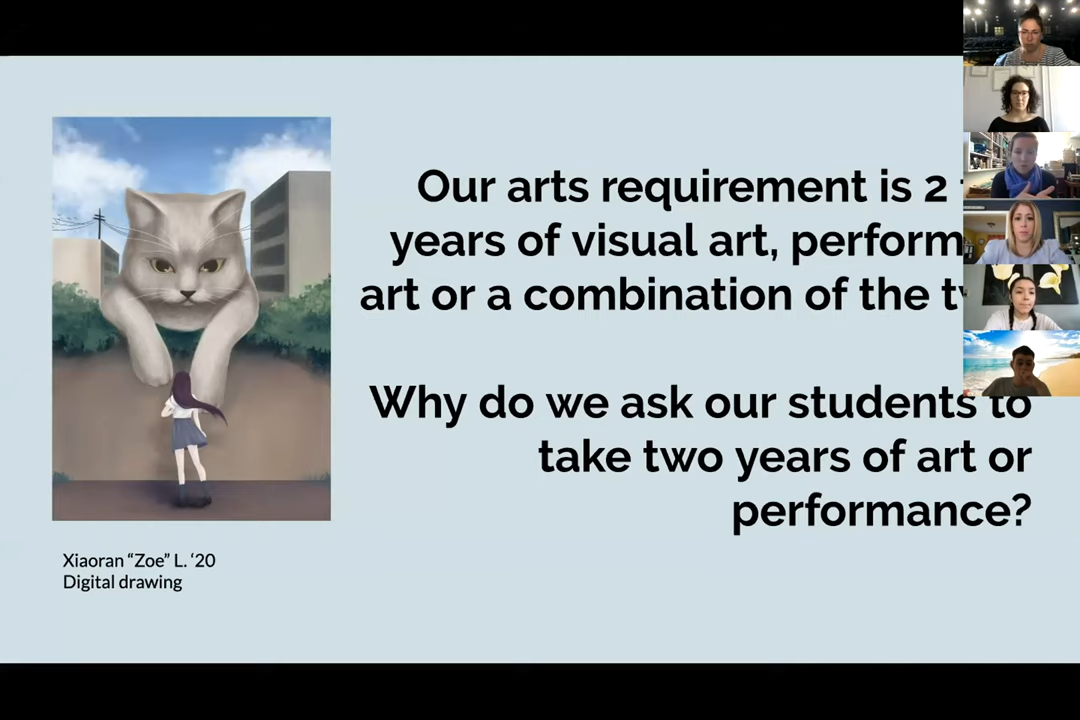 Our arts requirement is 2
years of visual art,
art or a combination of the
Why do we ask our students to
take two years of art or
performance?
Xiaoran “Zoe” L. ‘20
Digital drawing